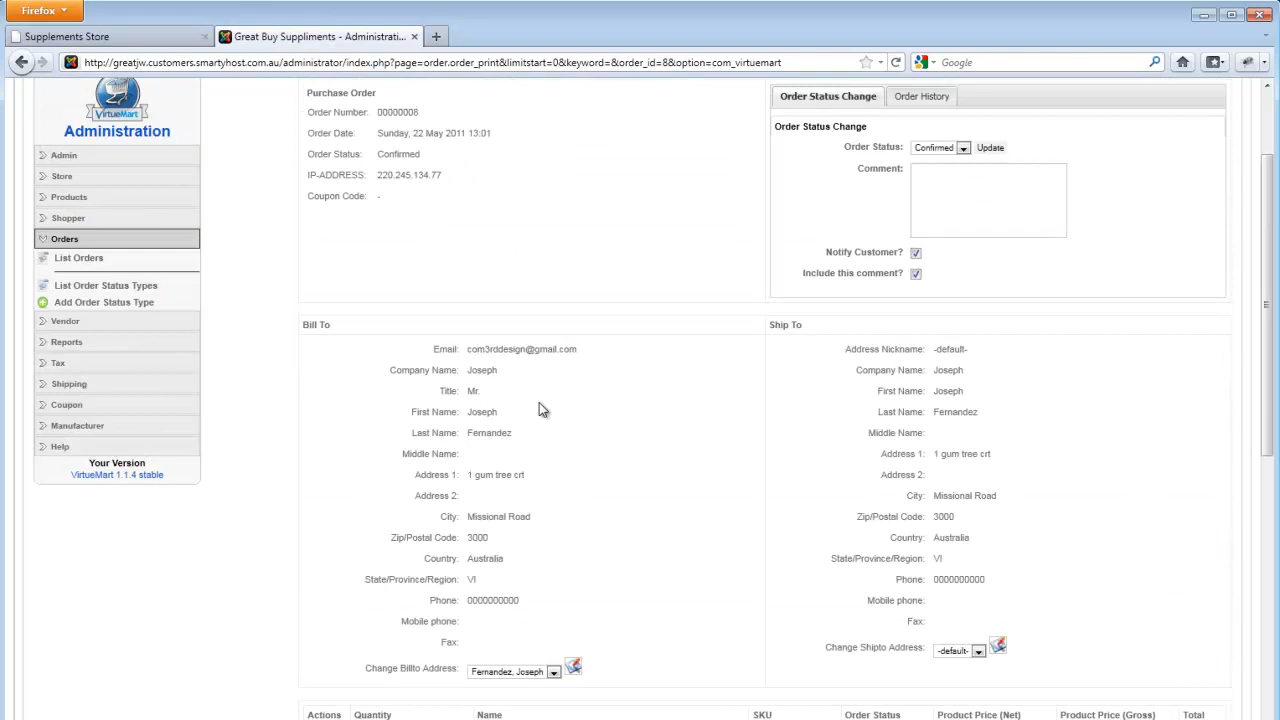 Firefox
Supplements Store
Great Buy Suppliments - Administrati...
http://greatjw.customers.smartyhost.com.au/administrator/index.php?page=order.order_print&limitstart=0&keyword=&order_id=8&option=com_virtuemart
Google
VirtueMart
Administration
Admin
Store
Products
Shopper
Orders
List Orders
List Order Status Types
Add Order Status Type
Vendor
Reports
Tax
Shipping
Coupon
Manufacturer
Help
Your Version
VirtueMart 1.1.4 stable
Purchase Order
Order Number: 00000008
Order Date: Sunday, 22 May 2011 13:01
Order Status: Confirmed
IP-ADDRESS: 220.245.134.77
Coupon Code: -
Order Status Change
Order History
Order Status Change
Order Status: Confirmed Update
Comment:
Notify Customer?
Include this comment?
Bill To
Email: com3rddesign@gmail.com
Company Name: Joseph
Title: Mr.
First Name: Joseph
Last Name: Fernandez
Middle Name:
Address 1: 1 gum tree crt
Address 2:
City: Missional Road
Zip/Postal Code: 3000
Country: Australia
State/Province/Region: VI
Phone: 0000000000
Mobile phone:
Fax:
Change Billto Address: Fernandez, Joseph
Ship To
Address Nickname: -default-
Company Name: Joseph
First Name: Joseph
Last Name: Fernandez
Middle Name:
Address 1: 1 gum tree crt
Address 2:
City: Missional Road
Zip/Postal Code: 3000
Country: Australia
State/Province/Region: VI
Phone: 0000000000
Mobile phone:
Fax:
Change Shipto Address: -default-
Actions Quantity Name SKU Order Status Product Price (Net) Product Price (Gross) Total